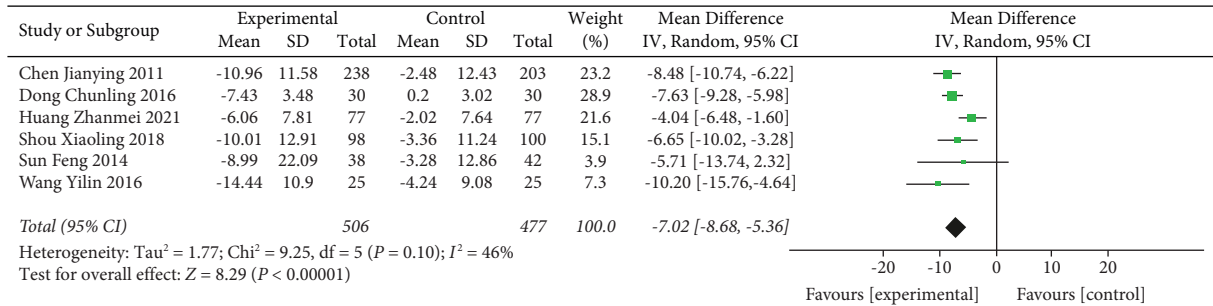 Study or Subgroup Experimental Control Weight (%) Mean Difference IV, Random, 95% CI Mean Difference IV, Random, 95% CI
Mean SD Total Mean SD Total
Chen Jianying 2011 -10.96 11.58 238 -2.48 12.43 203 23.2 -8.48 [-10.74, -6.22]
Dong Chunling 2016 -7.43 3.48 30 0.2 3.02 30 28.9 -7.63 [-9.28, -5.98]
Huang Zhanmei 2021 -6.06 7.81 77 -2.02 7.64 77 21.6 -4.04 [-6.48, -1.60]
Shou Xiaoling 2018 -10.01 12.91 98 -3.36 11.24 100 15.1 -6.65 [-10.02, -3.28]
Sun Feng 2014 -8.99 22.09 38 -3.28 12.86 42 3.9 -5.71 [-13.74, 2.32]
Wang Yilin 2016 -14.44 10.9 25 -4.24 9.08 25 7.3 -10.20 [-15.76,-4.64]
Total (95% CI) 506 477 100.0 -7.02 [-8.68, -5.36]
Heterogeneity: Tau² = 1.77; Chi² = 9.25, df = 5 (P = 0.10); I² = 46%
Test for overall effect: Z = 8.29 (P < 0.00001)
-20 -10 0 10 20
Favours [experimental] Favours [control]